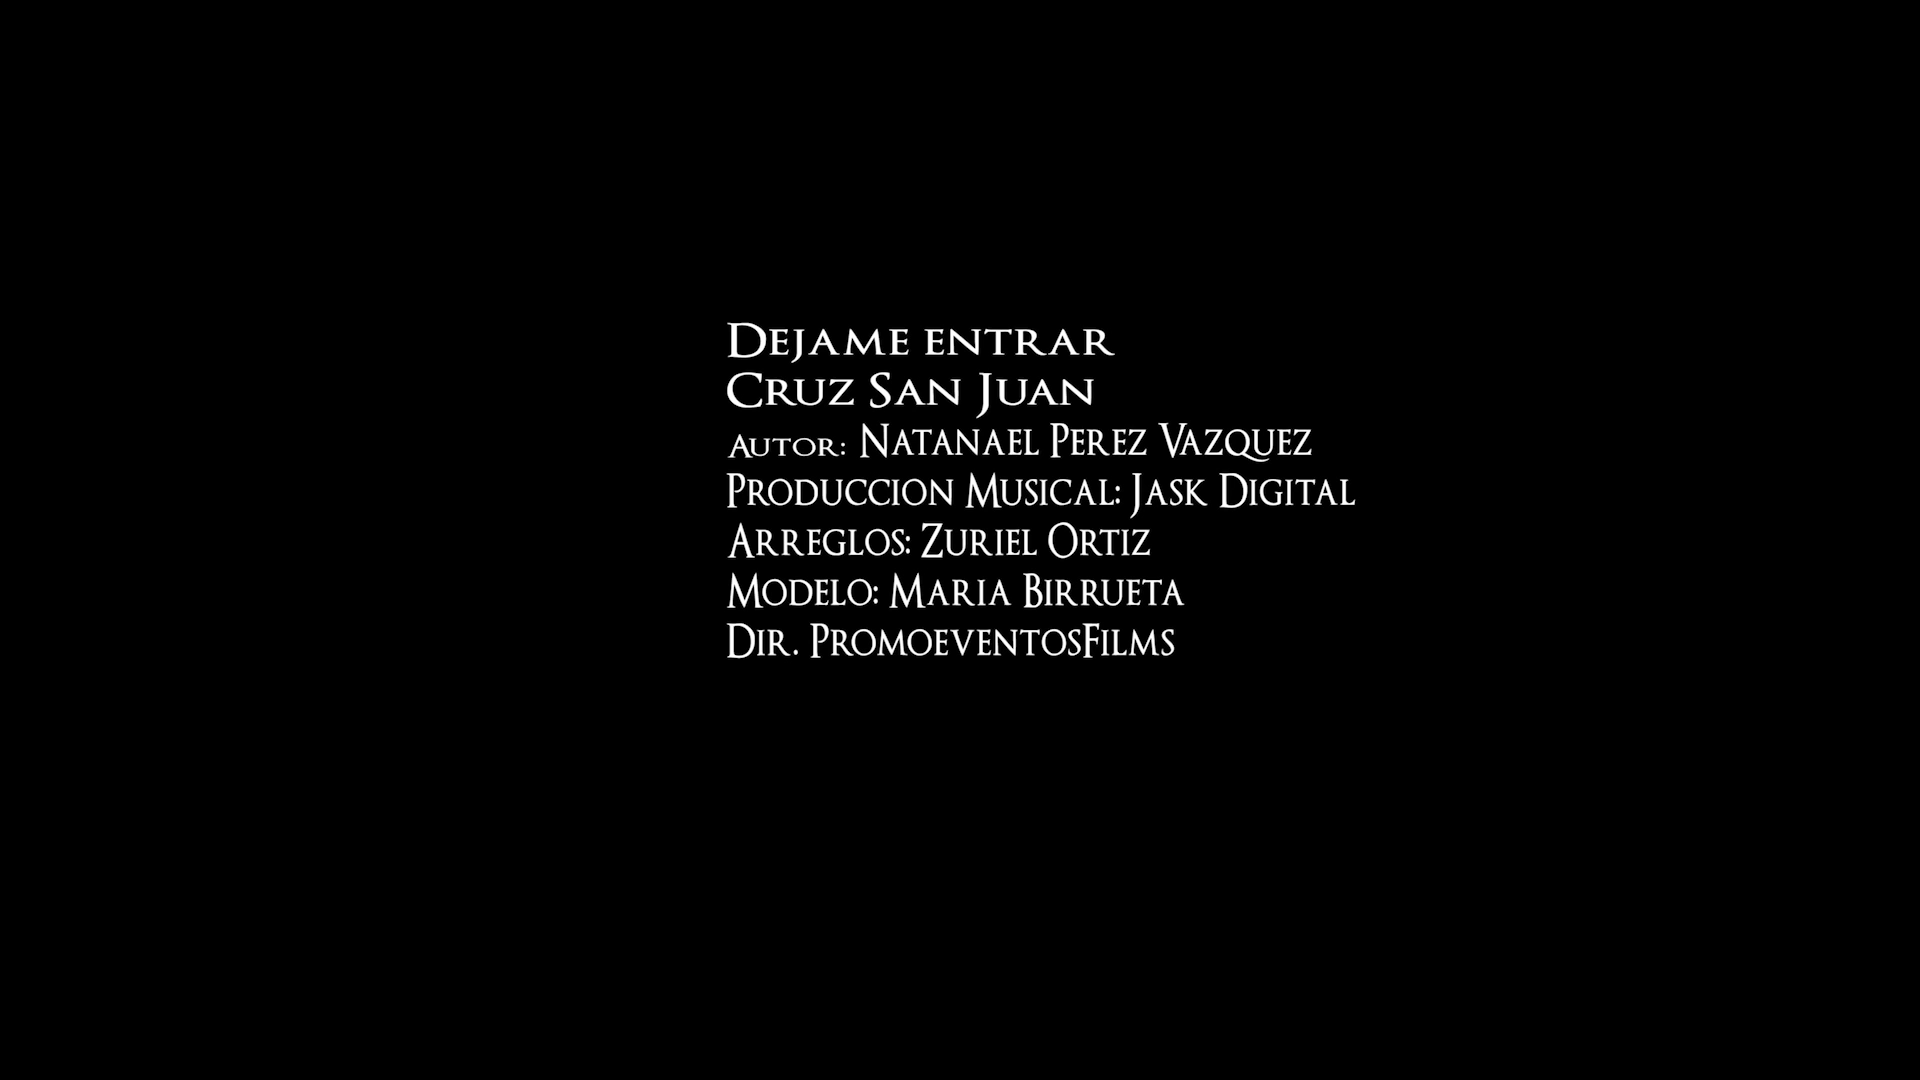 Dejame entrar
Cruz San Juan
Autor: Natanael Perez Vazquez
Produccion Musical: Jask Digital
Arreglos: Zuriel Ortiz
Modelo: Maria Birrueta
Dir. PromoeventosFilms